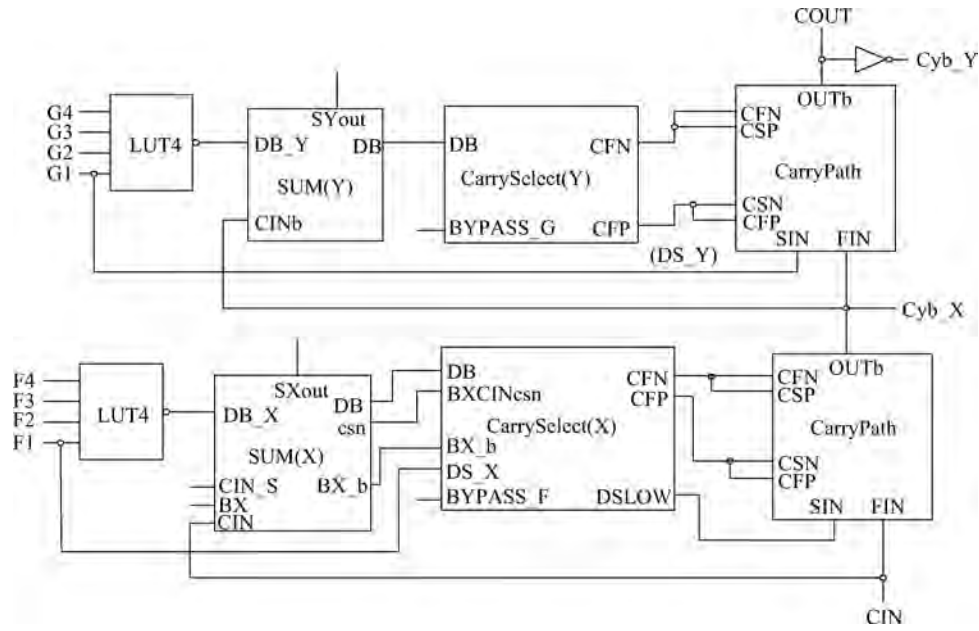 COUT
Cyb_Y
OUTb
CFN
CSP
CarryPath
CSN
CFP
SIN FIN
G4
G3
G2
G1
LUT4
SYout
DB_Y DB
SUM(Y)
CINb
DB CFN
CarrySelect(Y)
BYPASS_G CFP
(DS_Y)
Cyb_X
F4
F3
F2
F1
LUT4
SXout
DB_X DB
csn
SUM(X)
CIN_S BX_b
BX
CIN
DB CFN
BXCINcsn CFP
CarrySelect(X)
BX_b
DS_X
BYPASS_F DSLOW
OUTb
CFN
CSP
CarryPath
CSN
CFP
SIN FIN
CIN